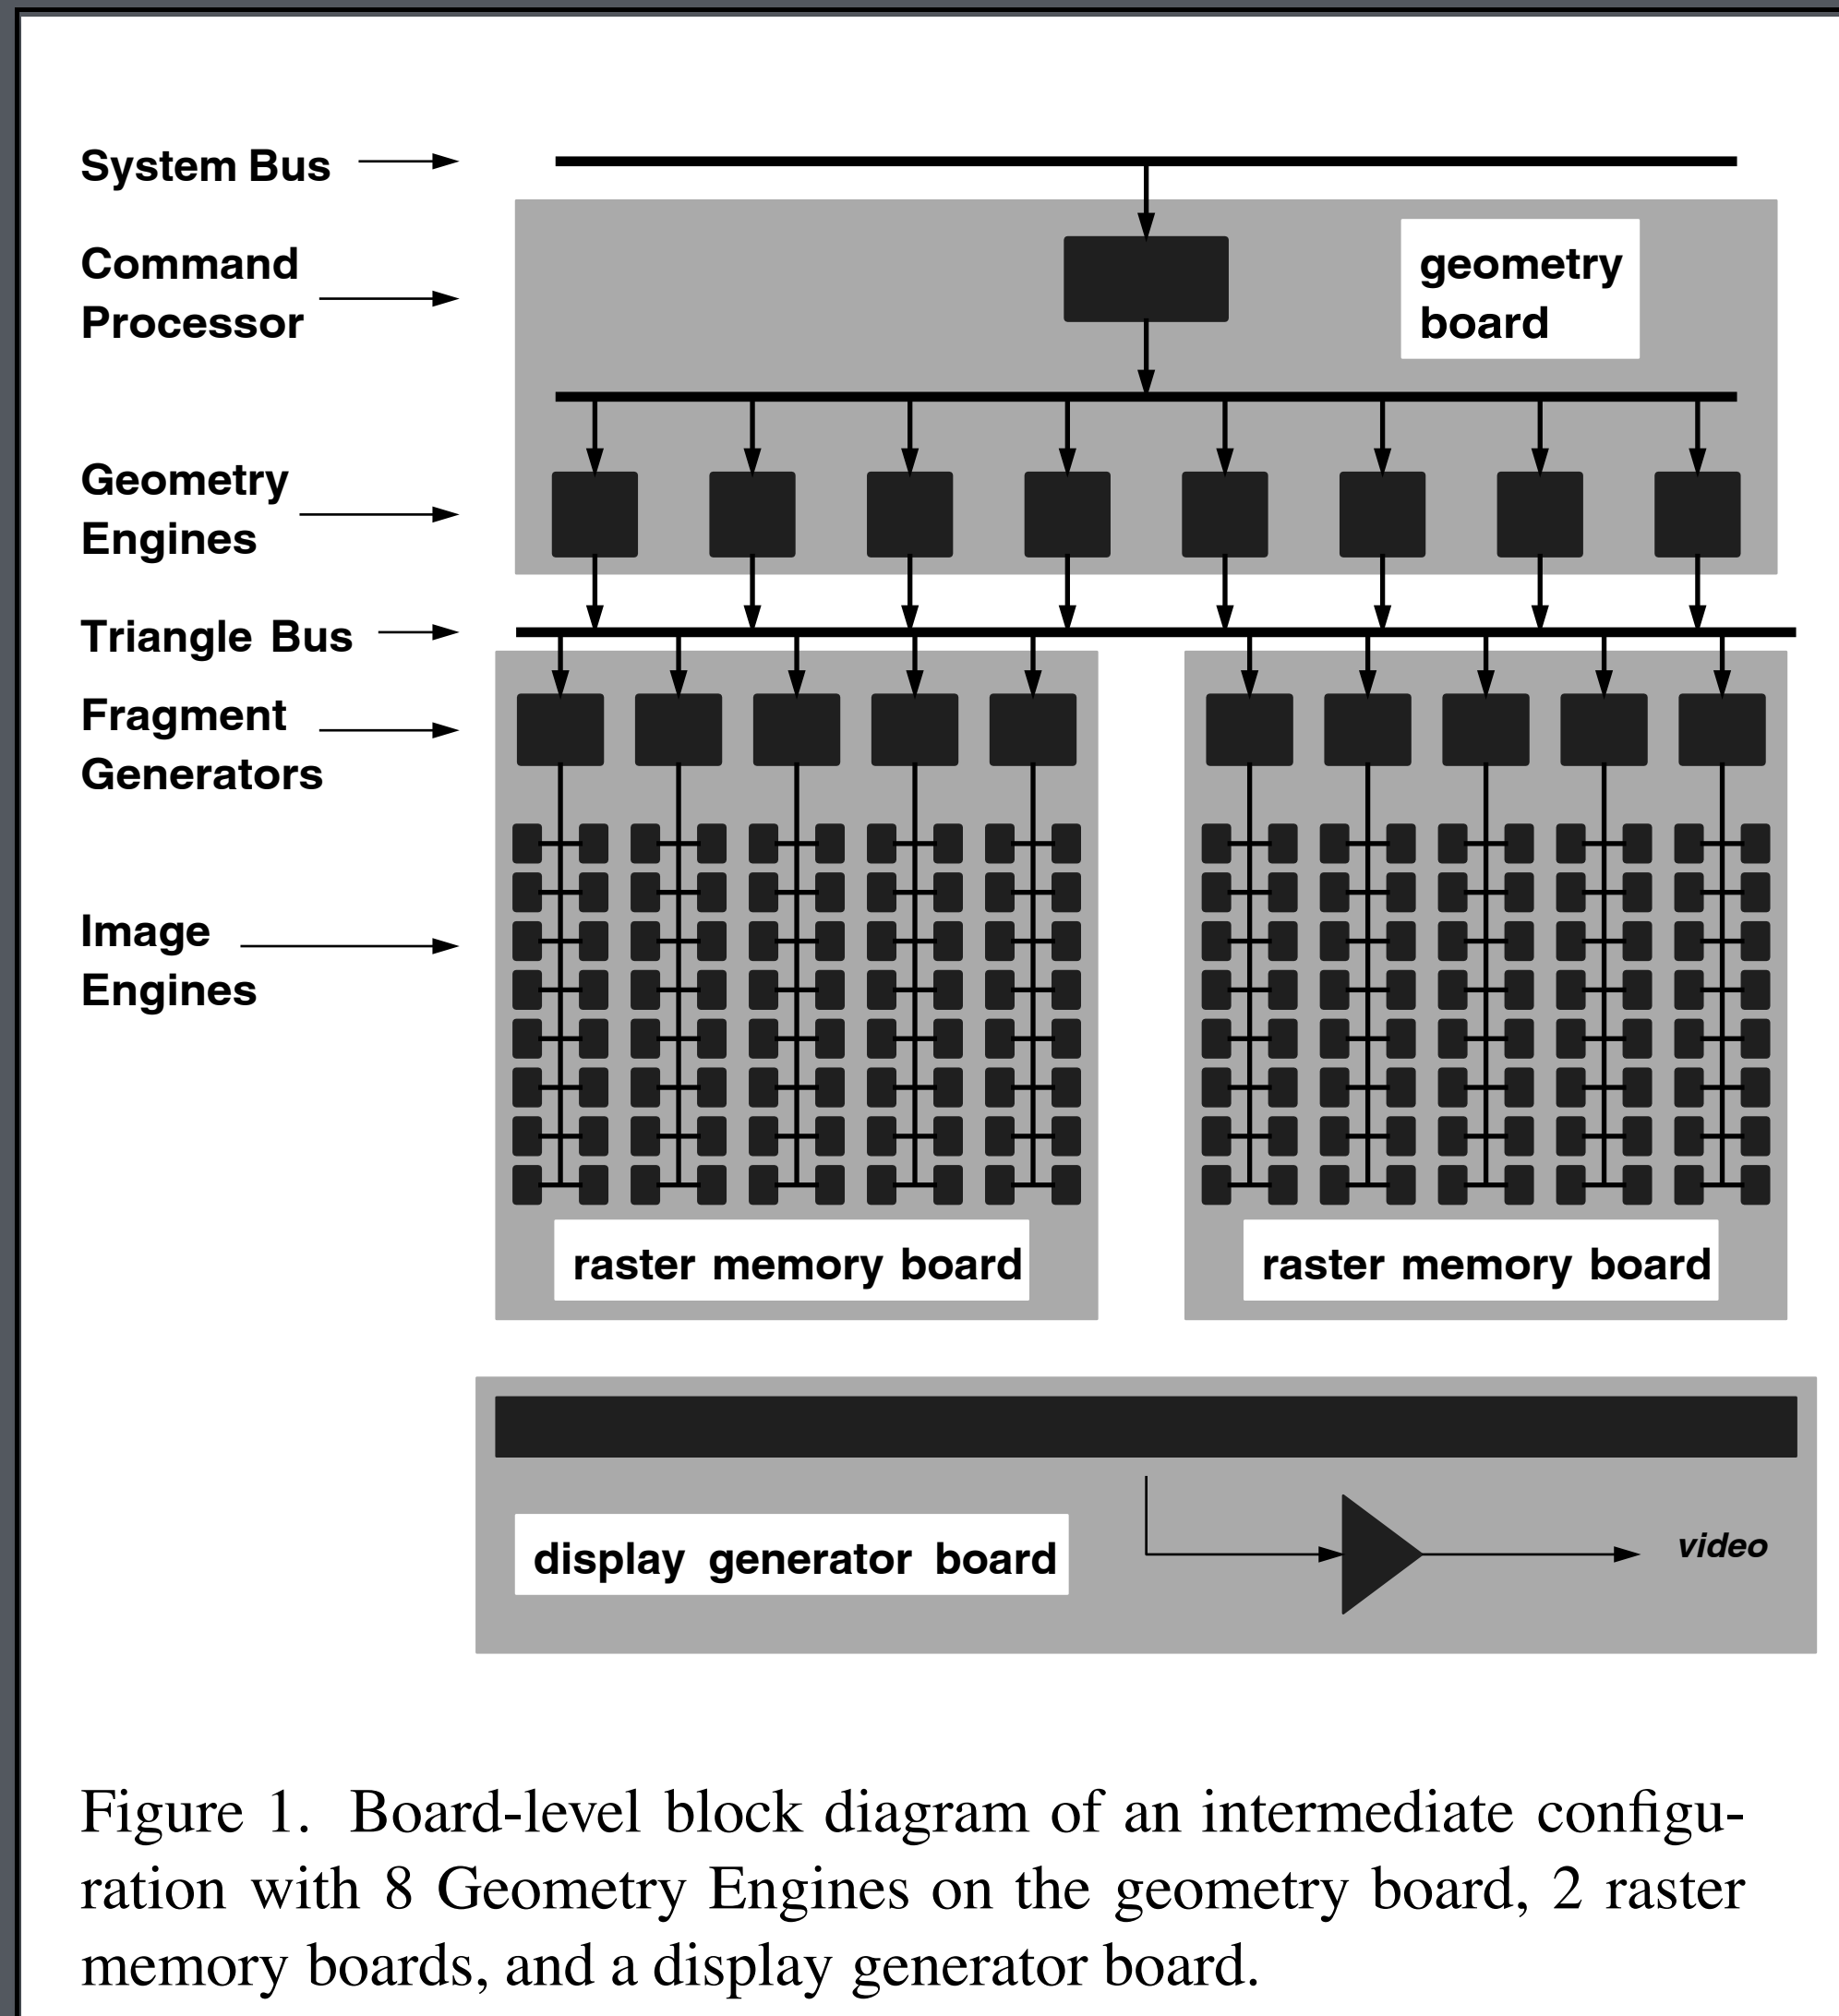 System Bus
Command
Processor
geometry
board
Geometry
Engines
Triangle Bus
Fragment
Generators
Image
Engines
raster memory board
raster memory board
display generator board
video
Figure 1. Board-level block diagram of an intermediate configu-
ration with 8 Geometry Engines on the geometry board, 2 raster
memory boards, and a display generator board.